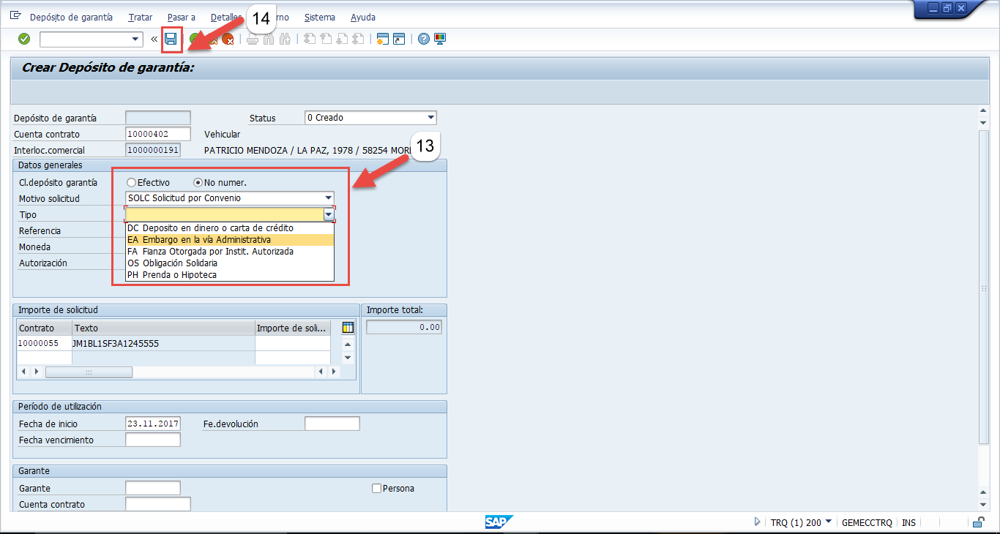 Depósito de garantía Tratar Pasar a Detalles rno Sistema Ayuda
14
Crear Depósito de garantía:
Depósito de garantía Status 0 Creado
Cuenta contrato 10000402 Vehicular
Interloc.comercial 1000000191 PATRICIO MENDOZA / LA PAZ, 1978 / 58254 MOR
13
Datos generales
Cl.depósito garantía Efectivo No numer.
Motivo solicitud SOLC Solicitud por Convenio
Tipo
Referencia DC Deposito en dinero o carta de crédito
EA Embargo en la vía Administrativa
Moneda FA Fianza Otorgada por Instit. Autorizada
Autorización OS Obligación Solidaria
PH Prenda o Hipoteca
Importe de solicitud Importe total:
Contrato Texto Importe de soli... 0.00
10000055 JM1BL1SF3A1245555
Período de utilización
Fecha de inicio 23.11.2017 Fe.devolución
Fecha vencimiento
Garante
Garante Persona
Cuenta contrato
SAP TRQ (1) 200 GEMECCTRQ INS